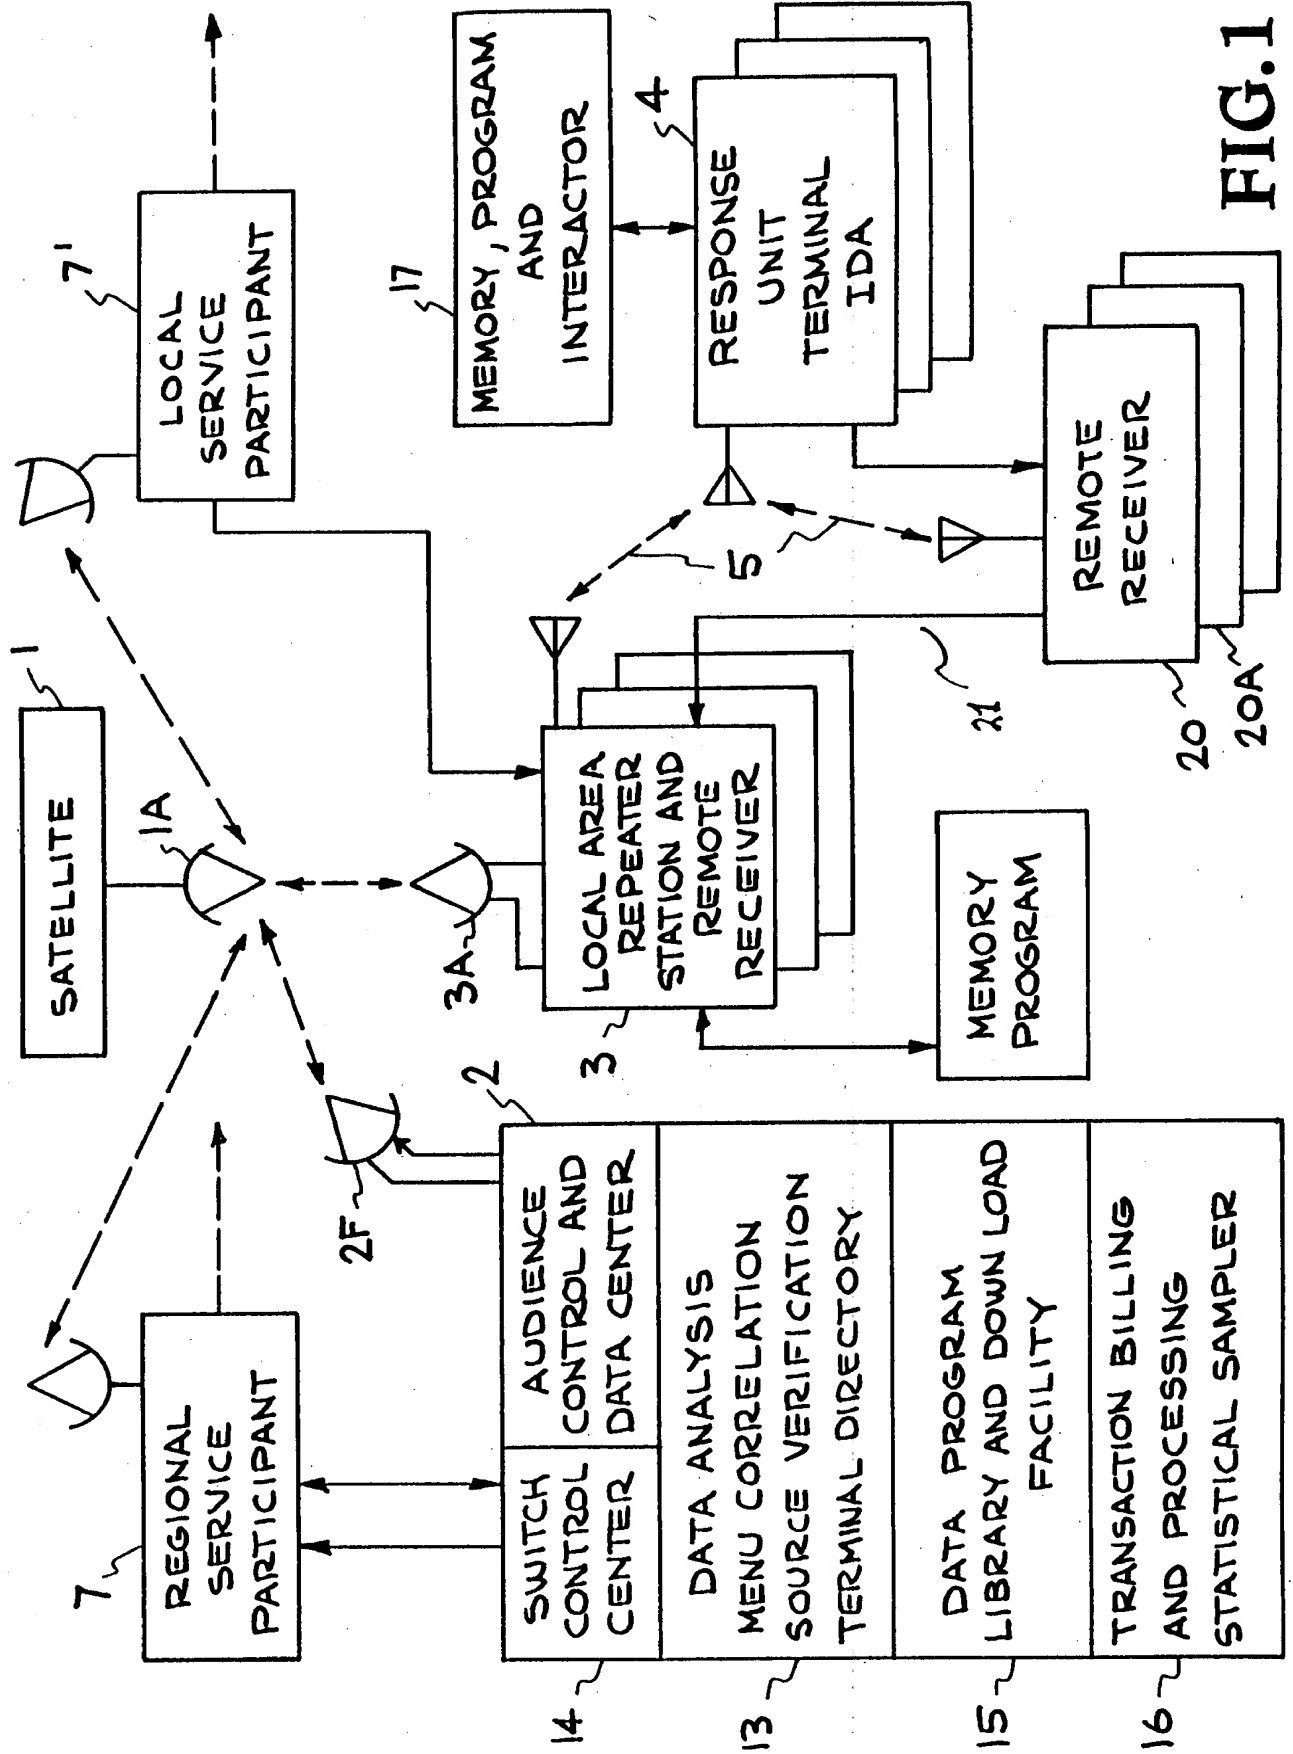 7
REGIONAL
SERVICE
PARTICIPANT
SATELLITE
1
1A
7'
LOCAL
SERVICE
PARTICIPANT
2F
3A
2
14
SWITCH
CONTROL
CENTER
AUDIENCE
CONTROL AND
DATA CENTER
13
DATA ANALYSIS
MENU CORRELATION
SOURCE VERIFICATION
TERMINAL DIRECTORY
15
DATA PROGRAM
LIBRARY AND DOWN LOAD
FACILITY
16
TRANSACTION BILLING
AND PROCESSING
STATISTICAL SAMPLER
3
LOCAL AREA
REPEATER
STATION AND
REMOTE
RECEIVER
MEMORY
PROGRAM
17
MEMORY, PROGRAM
AND
INTERACTOR
4
RESPONSE
UNIT
TERMINAL
IDA
5
21
REMOTE
RECEIVER
20
20A
FIG.1